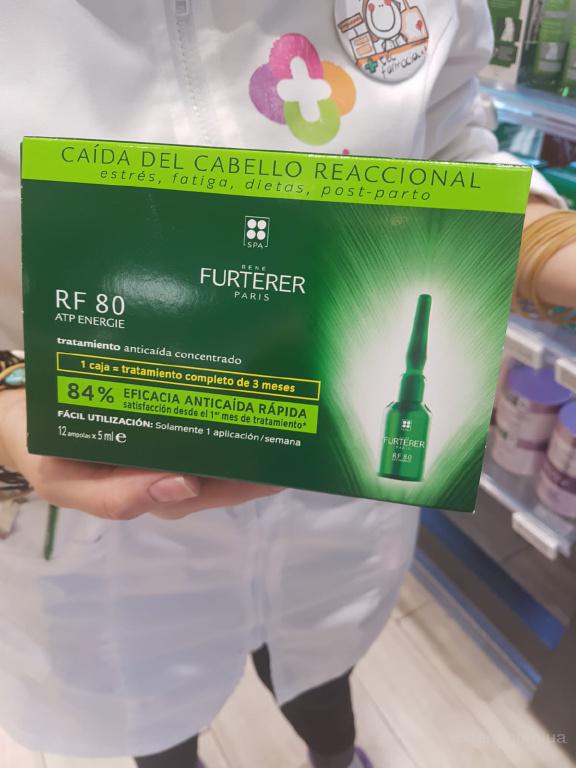 CAÍDA DEL CABELLO REACCIONAL
estrés, fatiga, dietas, post-parto
SPA
RENE
FURTERER
PARIS
RF 80
ATP ENERGIE
tratamiento anticaída concentrado
1 caja = tratamiento completo de 3 meses
84% EFICACIA ANTICAÍDA RÁPIDA
satisfacción desde el 1er mes de tratamiento*
FÁCIL UTILIZACIÓN: Solamente 1 aplicación/semana
12 ampollas x 5 ml e
FURTERER
RF 80